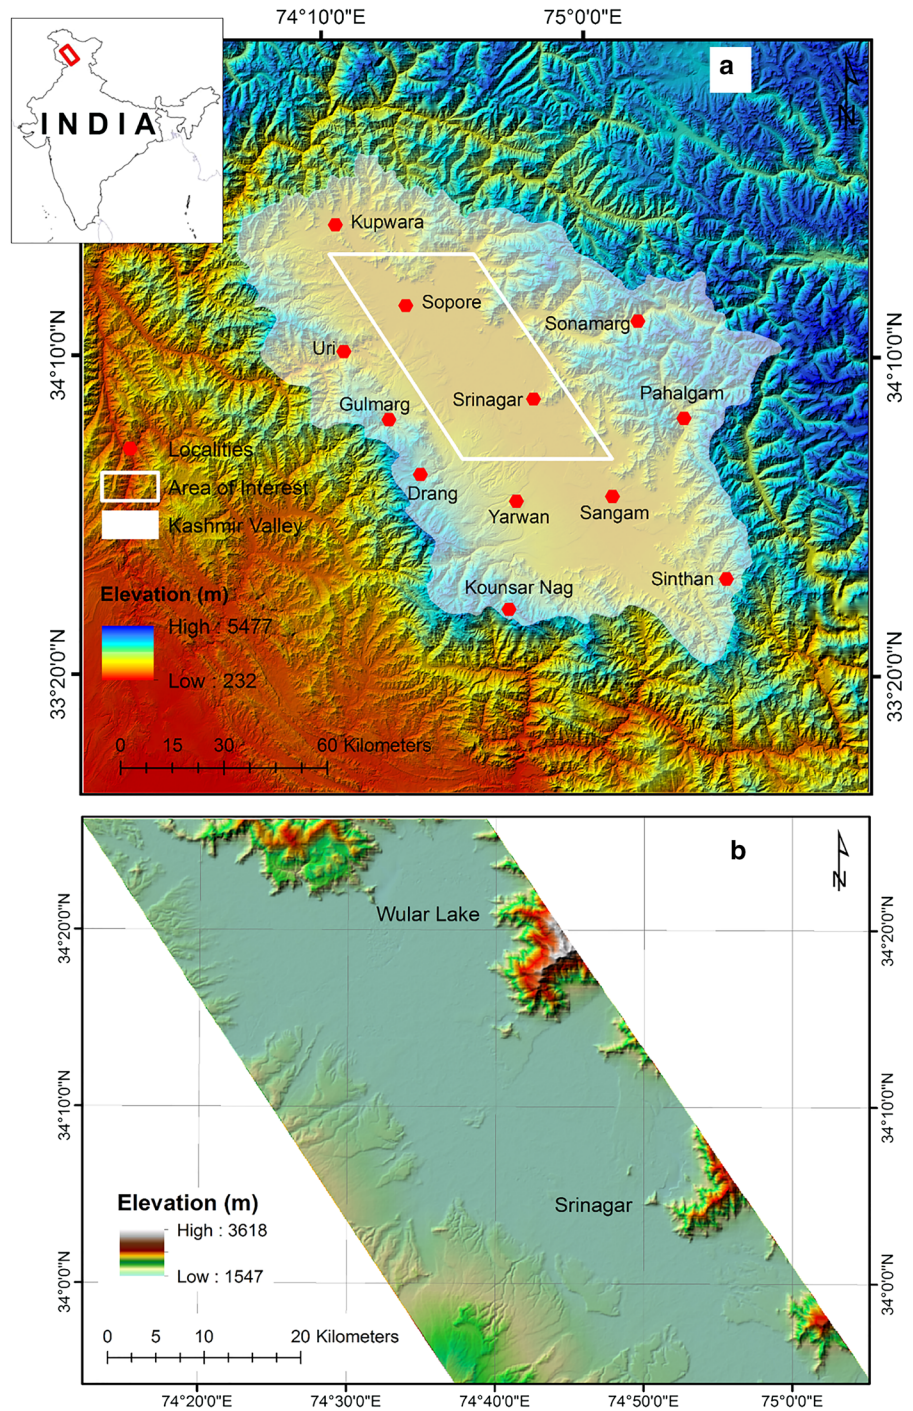 74°10'0"E 75°0'0"E
INDIA
a
N
Kupwara
Sopore
Sonamarg
Uri
34°10'0"N
34°10'0"N
Srinagar
Pahalgam
Gulmarg
Localities
Drang
Area of Interest
Yarwan
Sangam
Kashmir Valley
Sinthan
Kounsar Nag
Elevation (m)
High : 5477
Low : 232
33°20'0"N
33°20'0"N
0 15 30 60 Kilometers
b
N
Wular Lake
34°20'0"N
34°20'0"N
34°10'0"N
34°10'0"N
Srinagar
Elevation (m)
High : 3618
Low : 1547
34°0'0"N
34°0'0"N
0 5 10 20 Kilometers
74°20'0"E 74°30'0"E 74°40'0"E 74°50'0"E 75°0'0"E